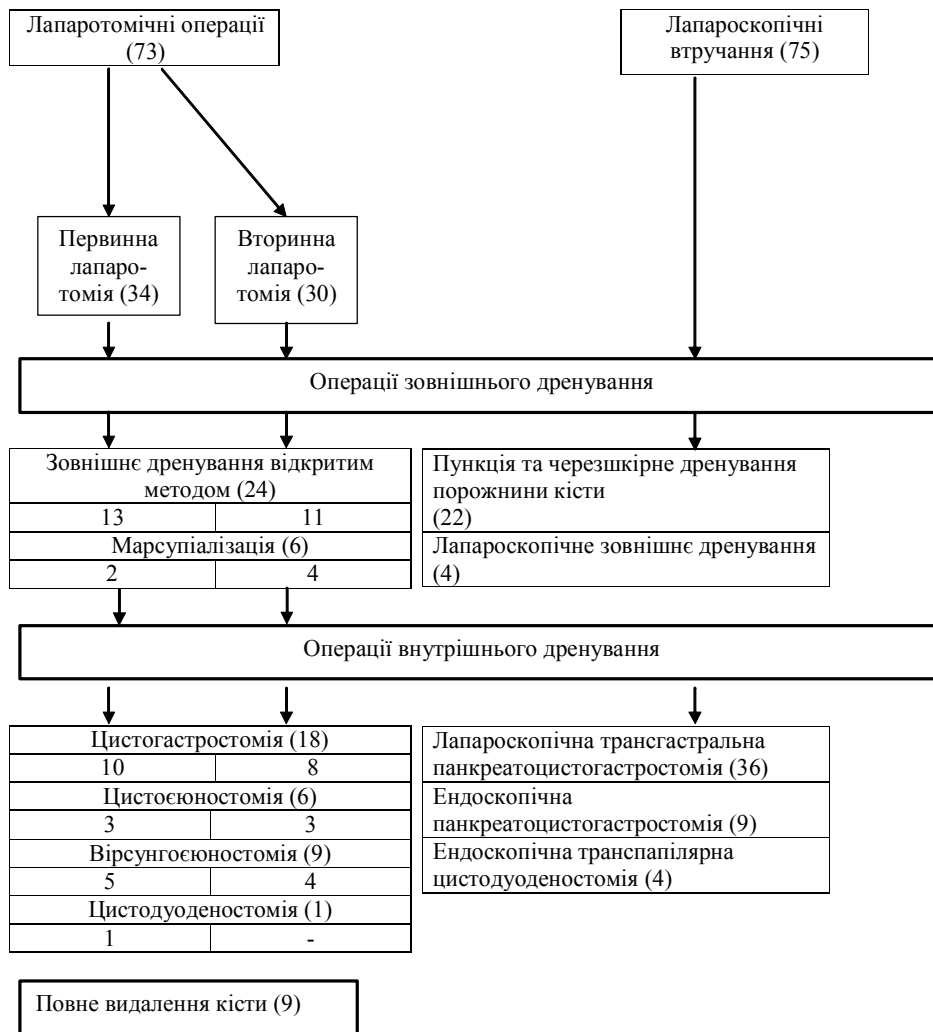 Лапаротомічні операції
(73)
Лапароскопічні
втручання (75)
Первинна
лапаро-
томія (34)
Вторинна
лапаро-
томія (30)
Операції зовнішнього дренування
Зовнішнє дренування відкритим
методом (24)
13 11
Марсупіалізація (6)
2 4
Пункція та черезшкірне дренування
порожнини кісти
(22)
Лапароскопічне зовнішнє дренування
(4)
Операції внутрішнього дренування
Цистогастростомія (18)
10 8
Цистоєюностомія (6)
3 3
Вірсунгоєюностомія (9)
5 4
Цистодуоденостомія (1)
1 -
Лапароскопічна трансгастральна
панкреатоцистогастростомія (36)
Ендоскопічна
панкреатоцистогастростомія (9)
Ендоскопічна транспапілярна
цистодуоденостомія (4)
Повне видалення кісти (9)